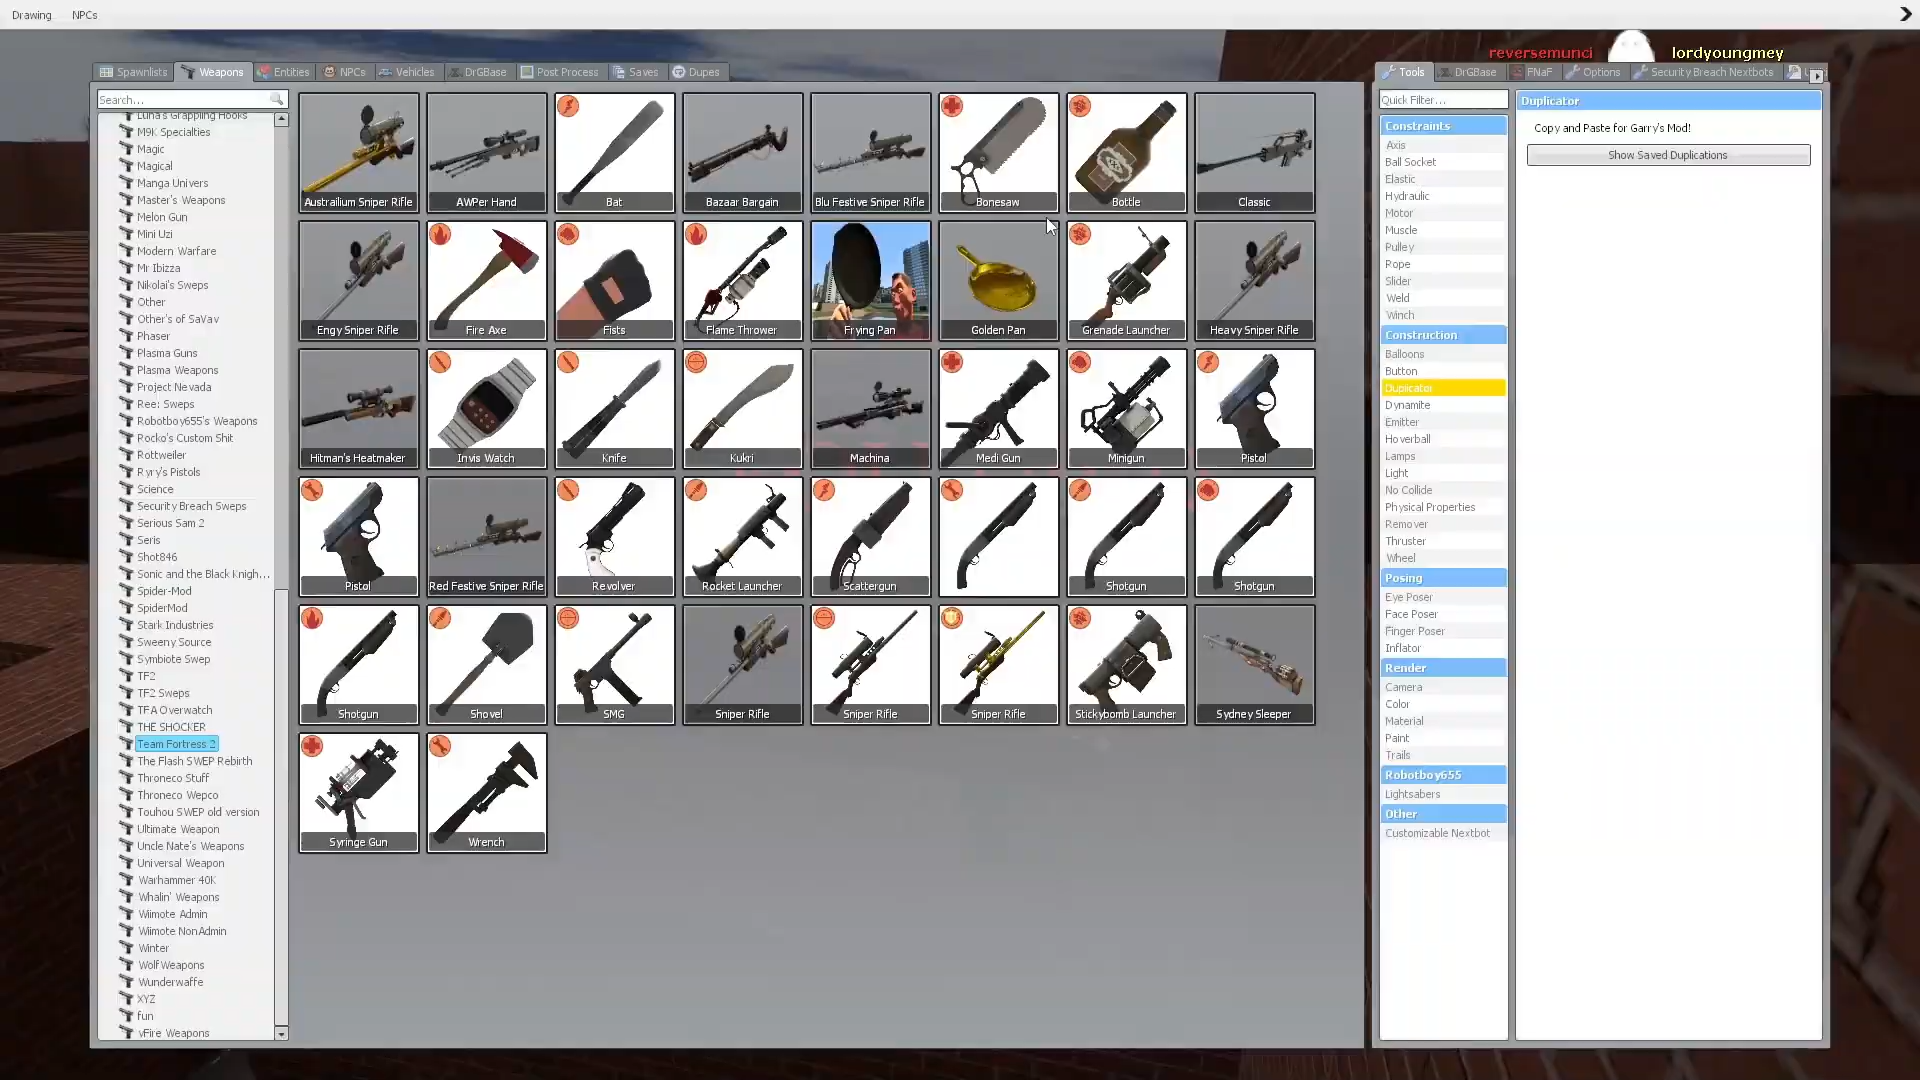 Drawing NPCs
reversemunci lordyoungmey
Spawnlists Weapons Entities NPCs Vehicles DrGBase Post Process Saves Dupes
Search...
Luna's Grappling Hooks
M9K Specialties
Magic
Magical
Manga Univers
Master's Weapons
Melon Gun
Mini Uzi
Modern Warfare
Mr Ibizza
Nikolai's Sweps
Other
Other's of SaVav
Phaser
Plasma Guns
Plasma Weapons
Project Nevada
Ree: Sweps
Robotboy655's Weapons
Rocko's Custom Shit
Rottweiler
Ryry's Pistols
Science
Security Breach Sweps
Serious Sam 2
Seris
Shot846
Sonic and the Black Knigh...
Spider-Mod
SpiderMod
Stark Industries
Sweeny Source
Symbiote Swep
TF2
TF2 Sweps
TFA Overwatch
THE SHOCKER
Team Fortress 2
The Flash SWEP Rebirth
Throneco Stuff
Throneco Wepco
Touhou SWEP old version
Ultimate Weapon
Uncle Nate's Weapons
Universal Weapon
Warhammer 40K
Whalin' Weapons
Wiimote Admin
Wiimote NonAdmin
Winter
Wolf Weapons
Wunderwaffe
XYZ
fun
vFire Weapons
Austrailium Sniper Rifle AWPer Hand Bat Bazaar Bargain Blu Festive Sniper Rifle Bonesaw Bottle Classic
Engy Sniper Rifle Fire Axe Fists Flame Thrower Frying Pan Golden Pan Grenade Launcher Heavy Sniper Rifle
Hitman's Heatmaker Invis Watch Knife Kukri Machina Medi Gun Minigun Pistol
Pistol Red Festive Sniper Rifle Revolver Rocket Launcher Scattergun Shotgun Shotgun
Shotgun Shovel SMG Sniper Rifle Sniper Rifle Sniper Rifle Stickybomb Launcher Sydney Sleeper
Syringe Gun Wrench
Tools DrGBase FNaF Options Security Breach Nextbots
Quick Filter...
Constraints
Axis
Ball Socket
Elastic
Hydraulic
Motor
Muscle
Pulley
Rope
Slider
Weld
Winch
Construction
Balloons
Button
Duplicator
Dynamite
Emitter
Hoverball
Lamps
Light
No Collide
Physical Properties
Remover
Thruster
Wheel
Posing
Eye Poser
Face Poser
Finger Poser
Inflator
Render
Camera
Color
Material
Paint
Trails
Robotboy655
Lightsabers
Other
Customizable Nextbot
Duplicator
Copy and Paste for Garry's Mod!
Show Saved Duplications